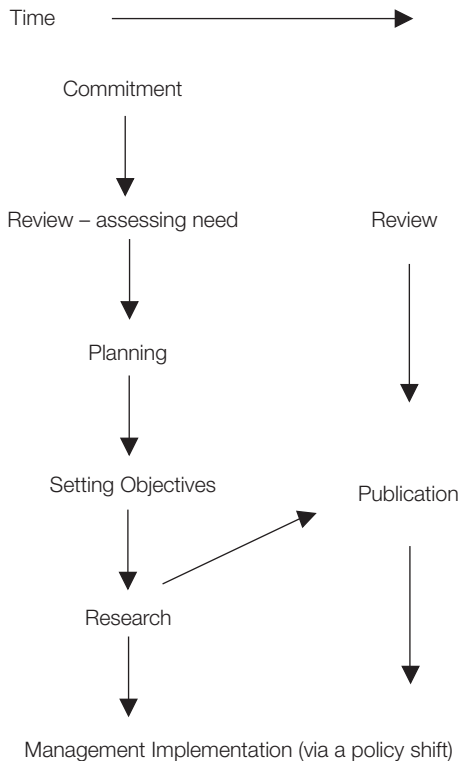 Time
Commitment
Review – assessing need
Review
Planning
Setting Objectives
Publication
Research
Management Implementation (via a policy shift)